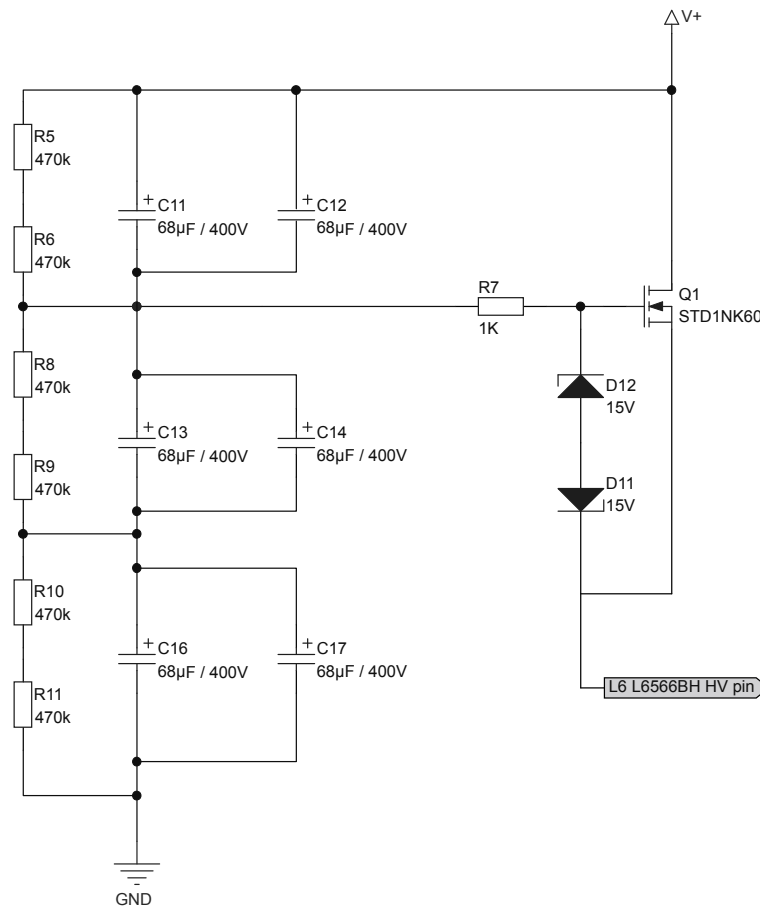 V+
R5
470k
C11
68µF / 400V
C12
68µF / 400V
R6
470k
R7
1K
Q1
STD1NK60
R8
470k
D12
15V
C13
68µF / 400V
C14
68µF / 400V
R9
470k
D11
15V
R10
470k
C16
68µF / 400V
C17
68µF / 400V
R11
470k
L6 L6566BH HV pin
GND